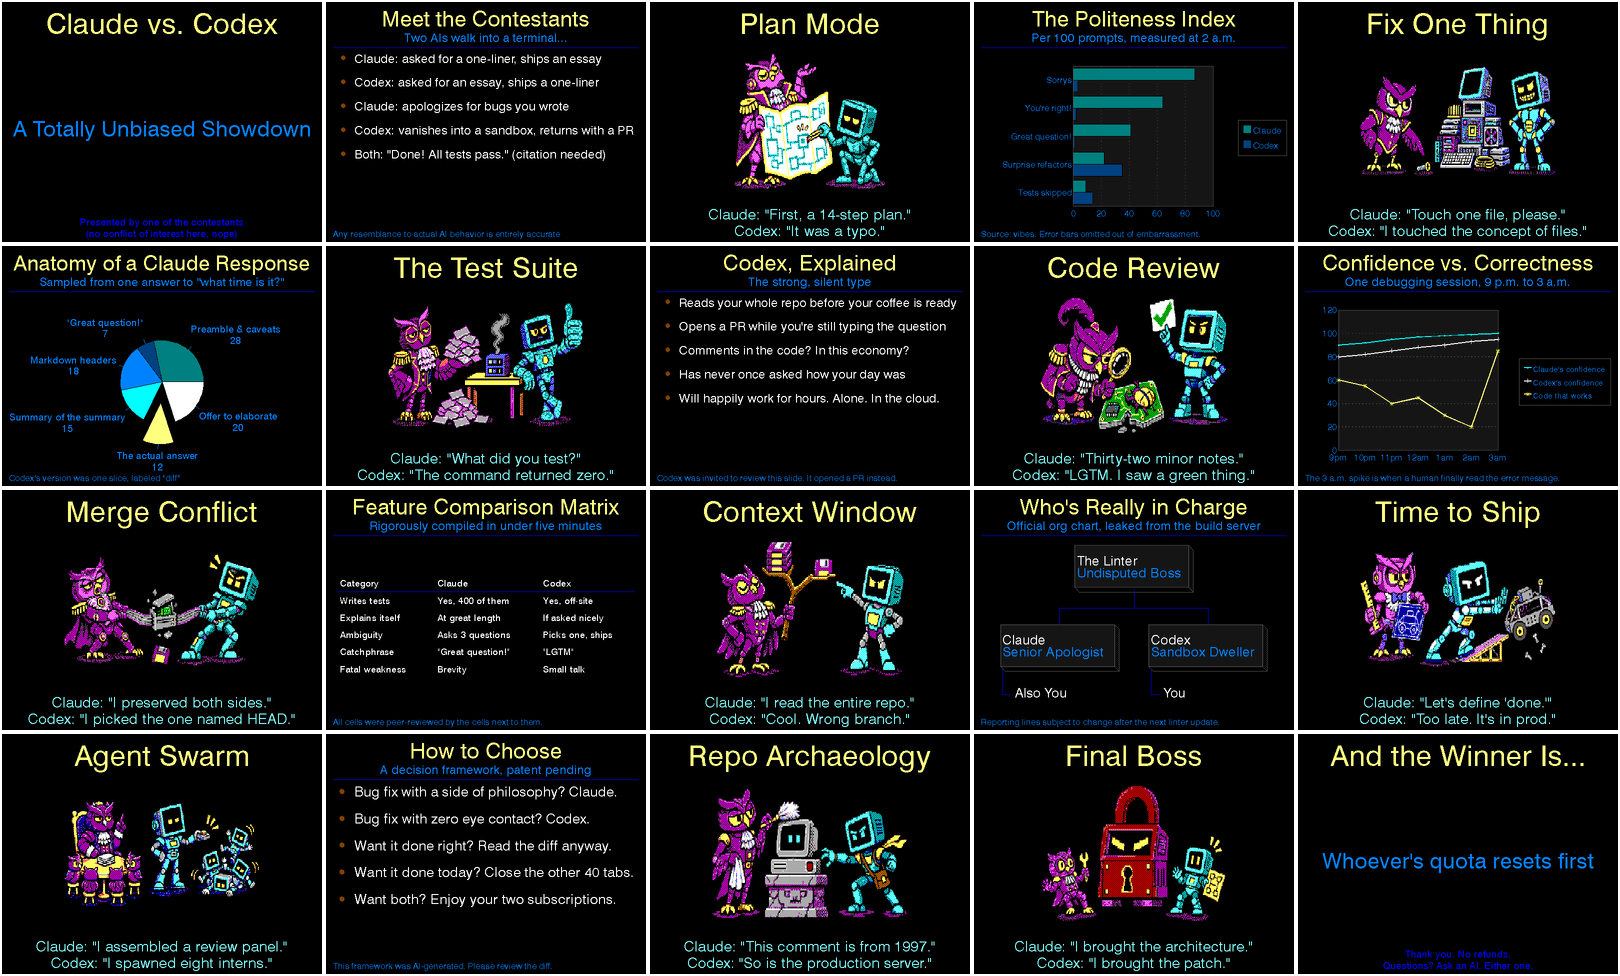 Claude vs. Codex
A Totally Unbiased Showdown
Presented by one of the contestants
(no conflict of interest here, nope)
Meet the Contestants
Two AIs walk into a terminal...
Claude: asked for a one-liner, ships an essay
Codex: asked for an essay, ships a one-liner
Claude: apologizes for bugs you wrote
Codex: vanishes into a sandbox, returns with a PR
Both: "Done! All tests pass." (citation needed)
Any resemblance to actual AI behavior is entirely accurate
Plan Mode
Claude: "First, a 14-step plan."
Codex: "It was a typo."
The Politeness Index
Per 100 prompts, measured at 2 a.m.
Sorrys
You're right!
Great question!
Surprise refactors
Tests skipped
0 20 40 60 80 100
Claude
Codex
Source: vibes. Error bars omitted out of embarrassment.
Fix One Thing
Claude: "Touch one file, please."
Codex: "I touched the concept of files."
Anatomy of a Claude Response
Sampled from one answer to "what time is it?"
"Great question!"
7
Preamble & caveats
28
Markdown headers
18
Summary of the summary
15
Offer to elaborate
20
The actual answer
12
Codex's version was one slice, labeled "diff"
The Test Suite
Claude: "What did you test?"
Codex: "The command returned zero."
Codex, Explained
The strong, silent type
Reads your whole repo before your coffee is ready
Opens a PR while you're still typing the question
Comments in the code? In this economy?
Has never once asked how your day was
Will happily work for hours. Alone. In the cloud.
Codex was invited to review this slide. It opened a PR instead.
Code Review
Claude: "Thirty-two minor notes."
Codex: "LGTM. I saw a green thing."
Confidence vs. Correctness
One debugging session, 9 p.m. to 3 a.m.
120
100
80
60
40
20
0
9pm 10pm 11pm 12am 1am 2am 3am
Claude's confidence
Codex's confidence
Code that works
The 3 a.m. spike is when a human finally read the error message.
Merge Conflict
Claude: "I preserved both sides."
Codex: "I picked the one named HEAD."
Feature Comparison Matrix
Rigorously compiled in under five minutes
Category Claude Codex
Writes tests Yes, 400 of them Yes, off-site
Explains itself At great length If asked nicely
Ambiguity Asks 3 questions Picks one, ships
Catchphrase "Great question!" "LGTM"
Fatal weakness Brevity Small talk
All cells were peer-reviewed by the cells next to them.
Context Window
Claude: "I read the entire repo."
Codex: "Cool. Wrong branch."
Who's Really in Charge
Official org chart, leaked from the build server
The Linter
Undisputed Boss
Claude
Senior Apologist
Codex
Sandbox Dweller
Also You
You
Reporting lines subject to change after the next linter update.
Time to Ship
Claude: "Let's define 'done.'"
Codex: "Too late. It's in prod."
Agent Swarm
Claude: "I assembled a review panel."
Codex: "I spawned eight interns."
How to Choose
A decision framework, patent pending
Bug fix with a side of philosophy? Claude.
Bug fix with zero eye contact? Codex.
Want it done right? Read the diff anyway.
Want it done today? Close the other 40 tabs.
Want both? Enjoy your two subscriptions.
This framework was AI-generated. Please review the diff.
Repo Archaeology
Claude: "This comment is from 1997."
Codex: "So is the production server."
Final Boss
Claude: "I brought the architecture."
Codex: "I brought the patch."
And the Winner Is...
Whoever's quota resets first
Thank you. No refunds.
Questions? Ask an AI. Either one.